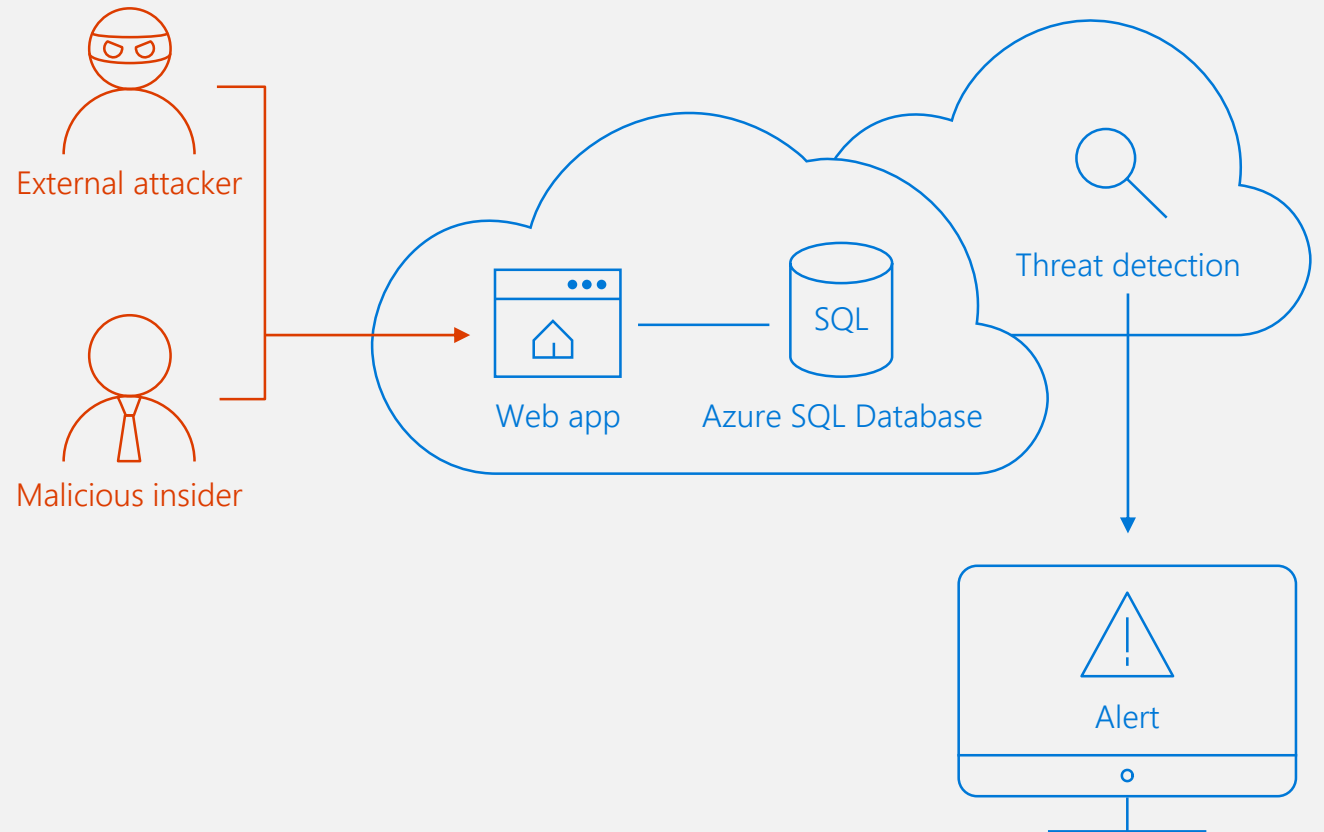 External attacker
Threat detection
SQL
Web app
Azure SQL Database
Malicious insider
Alert